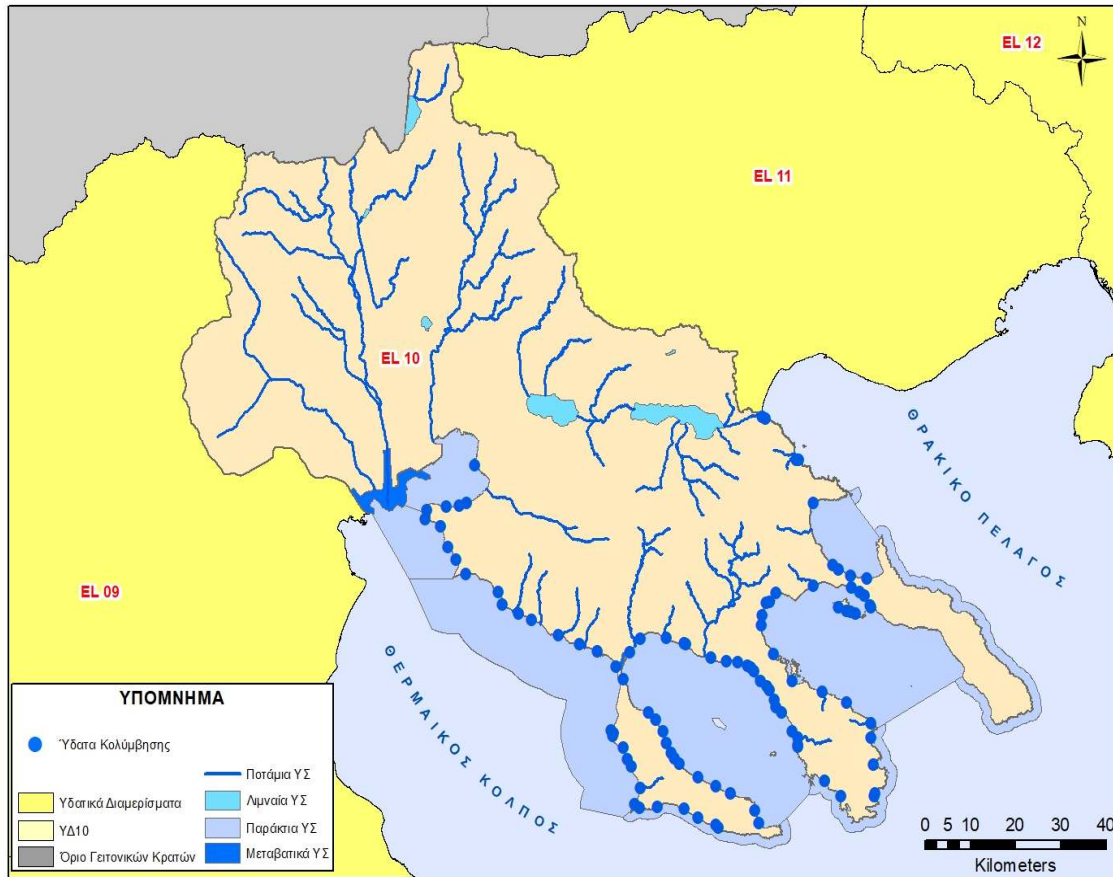 EL 12
N
EL 11
EL 10
ΘΡΑΚΙΚΟ ΠΕΛΑΓΟΣ
EL 09
ΘΕΡΜΑΙΚΟΣ ΚΟΛΠΟΣ
ΥΠΟΜΝΗΜΑ
Ύδατα Κολύμβησης
Υδατικά Διαμερίσματα
ΥΔ10
Όριο Γειτονικών Κρατών
Ποτάμια ΥΣ
Λιμναία ΥΣ
Παράκτια ΥΣ
Μεταβατικά ΥΣ
0 5 10 20 30 40
Kilometers